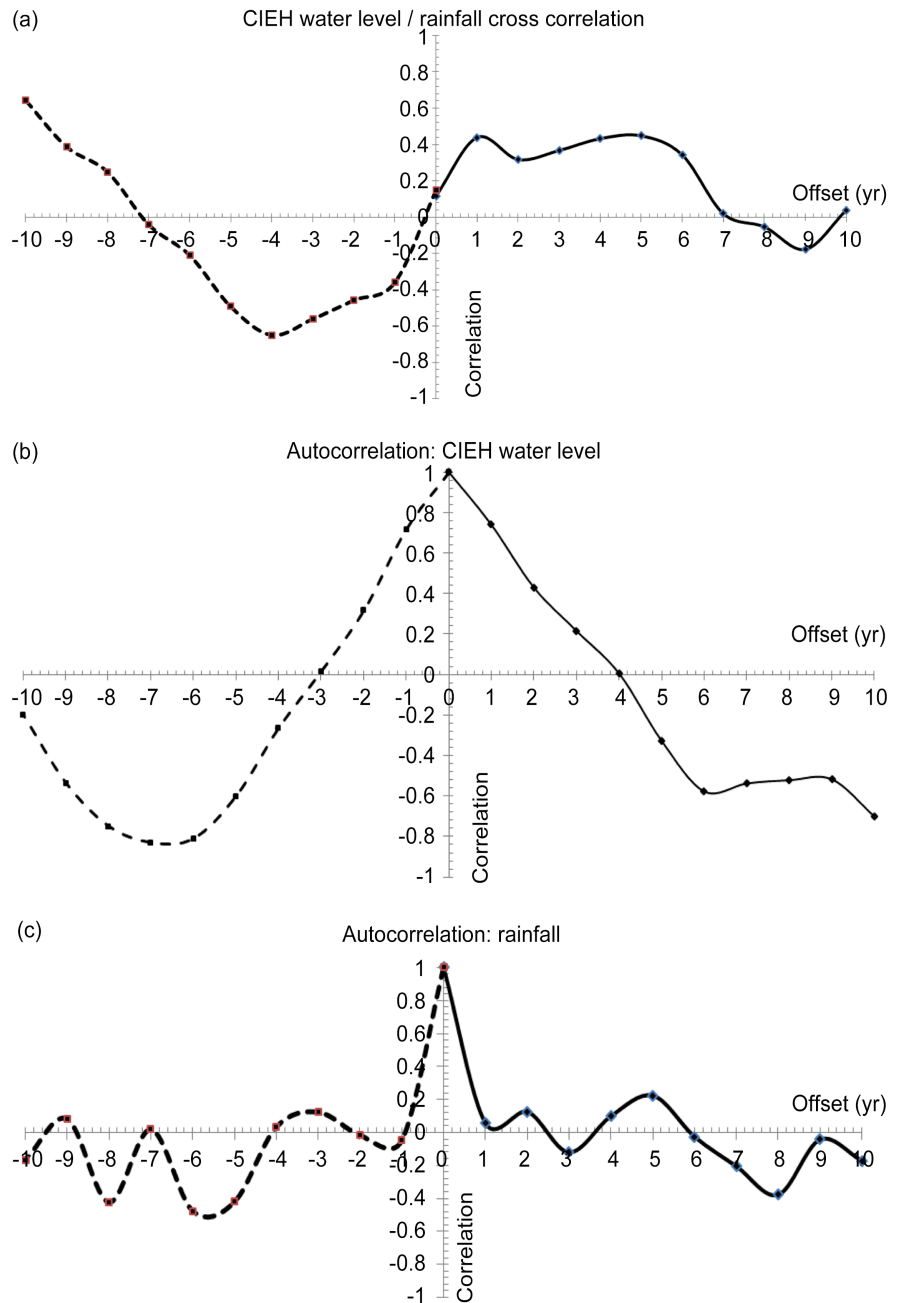 (a) CIEH water level / rainfall cross correlation
1
0.8
0.6
0.4
0.2
Offset (yr)
0
-10 -9 -8 -7 -6 -5 -4 -3 -2 -1 0 1 2 3 4 5 6 7 8 9 10
-0.2
-0.4
-0.6
-0.8
-1
Correlation
(b) Autocorrelation: CIEH water level
1
0.8
0.6
0.4
0.2
Offset (yr)
0
-10 -9 -8 -7 -6 -5 -4 -3 -2 -1 0 1 2 3 4 5 6 7 8 9 10
-0.2
-0.4
-0.6
-0.8
-1
Correlation
(c) Autocorrelation: rainfall
1
0.8
0.6
0.4
0.2
Offset (yr)
0
-10 -9 -8 -7 -6 -5 -4 -3 -2 -1 0 1 2 3 4 5 6 7 8 9 10
-0.2
-0.4
-0.6
-0.8
-1
Correlation